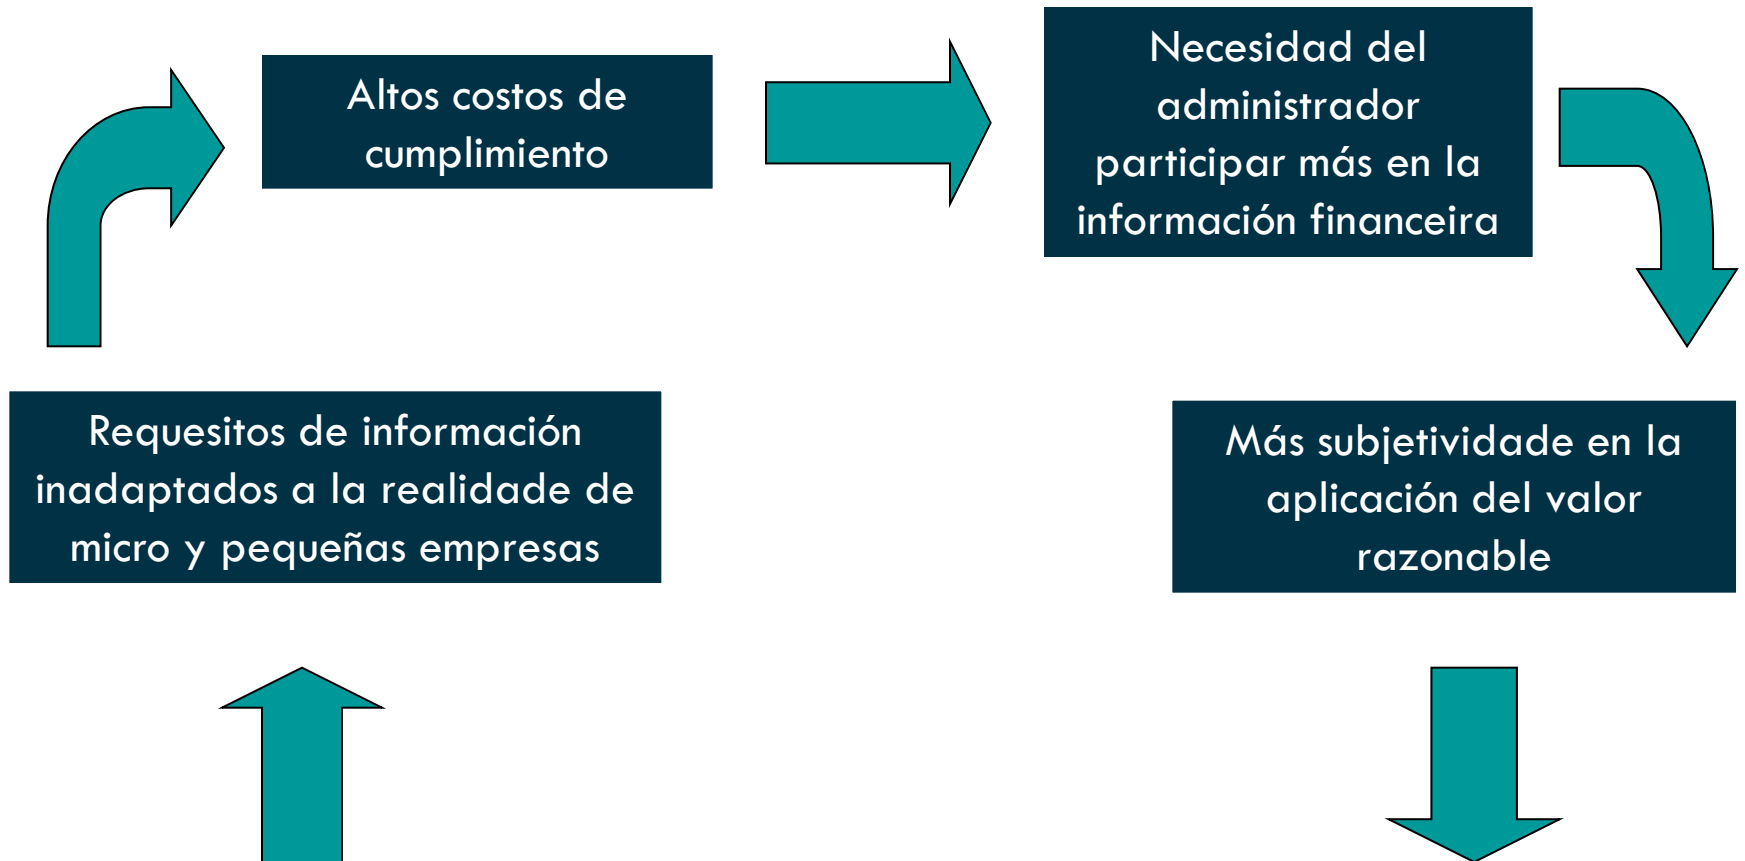 Altos costos de
cumplimiento
Necesidad del
administrador
participar más en la
información financeira
Requesitos de información
inadaptados a la realidade de
micro y pequeñas empresas
Más subjetividade en la
aplicación del valor
razonable